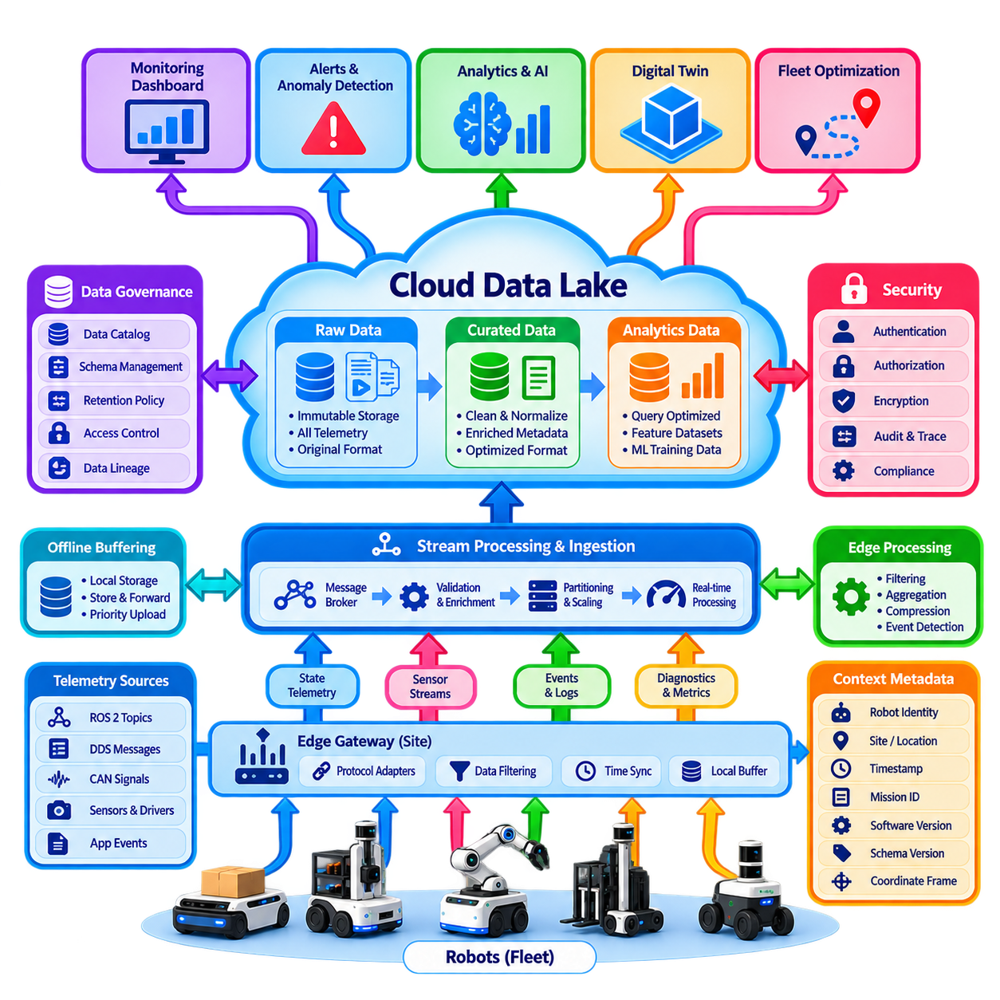 Monitoring
Dashboard
Alerts &
Anomaly Detection
Analytics & AI
Digital Twin
Fleet Optimization
Cloud Data Lake
Data Governance
Data Catalog
Schema Management
Retention Policy
Access Control
Data Lineage
Raw Data
• Immutable Storage
• All Telemetry
• Original Format
Curated Data
• Clean & Normalize
• Enriched Metadata
• Optimized Format
Analytics Data
• Query Optimized
• Feature Datasets
• ML Training Data
Security
Authentication
Authorization
Encryption
Audit & Trace
Compliance
Offline Buffering
• Local Storage
• Store & Forward
• Priority Upload
Stream Processing & Ingestion
Message
Broker
Validation
& Enrichment
Partitioning
& Scaling
Real-time
Processing
Edge Processing
• Filtering
• Aggregation
• Compression
• Event Detection
State
Telemetry
Sensor
Streams
Events
& Logs
Diagnostics
& Metrics
Telemetry Sources
ROS 2 Topics
DDS Messages
CAN Signals
Sensors & Drivers
App Events
Edge Gateway (Site)
Protocol Adapters
Data Filtering
Time Sync
Local Buffer
Context Metadata
Robot Identity
Site / Location
Timestamp
Mission ID
Software Version
Schema Version
Coordinate Frame
Robots (Fleet)